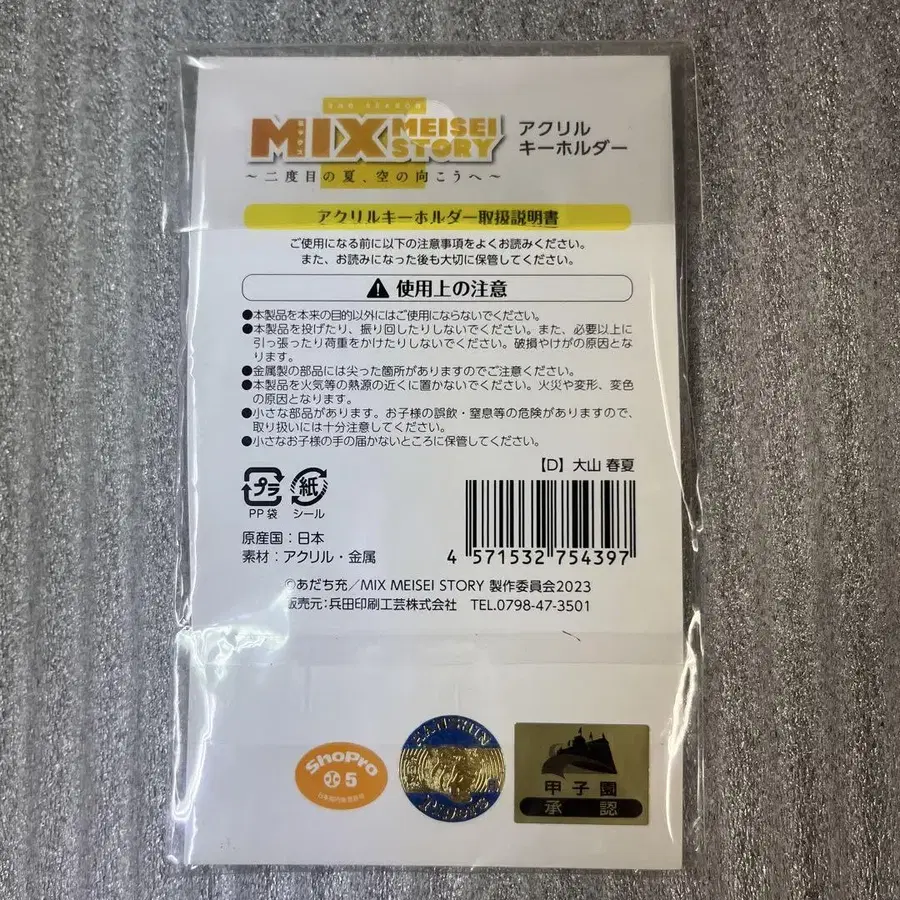 2ND SEASON
MIX
ミックス
MEISEI
STORY
～二度目の夏、空の向こうへ～
アクリル
キーホルダー
アクリルキーホルダー取扱説明書
ご使用になる前に以下の注意事項をよくお読みください。
また、お読みになった後も大切に保管してください。
使用上の注意
●本製品を本来の目的以外にはご使用にならないでください。
●本製品を投げたり、振り回したりしないでください。また、必要以上に
引っ張ったり荷重をかけたりしないでください。破損やけがの原因とな
ります。
●金属製の部品には尖った箇所がありますのでご注意ください。
●本製品を火気等の熱源の近くに置かないでください。火災や変形、変色
の原因となります。
●小さな部品があります。お子様の誤飲・窒息等の危険がありますので、
取り扱いには十分注意してください。
●小さなお子様の手の届かないところに保管してください。
【D】大山 春夏
プラ
PP 袋
紙
シール
4 571532 754397
原産国：日本
素材：アクリル・金属
©あだち充／MIX MEISEI STORY 製作委員会2023
販売元：兵田印刷工芸株式会社 TEL.0798-47-3501
ShoPro
5
HANSHIN
TIGERS
甲子園
承認